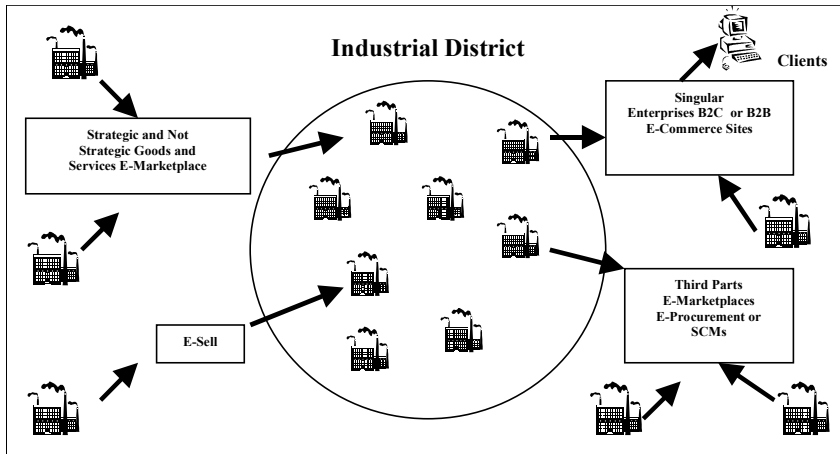 Industrial District
Clients
Strategic and Not
Strategic Goods and
Services E-Marketplace
Singular
Enterprises B2C or B2B
E-Commerce Sites
E-Sell
Third Parts
E-Marketplaces
E-Procurement or
SCMs